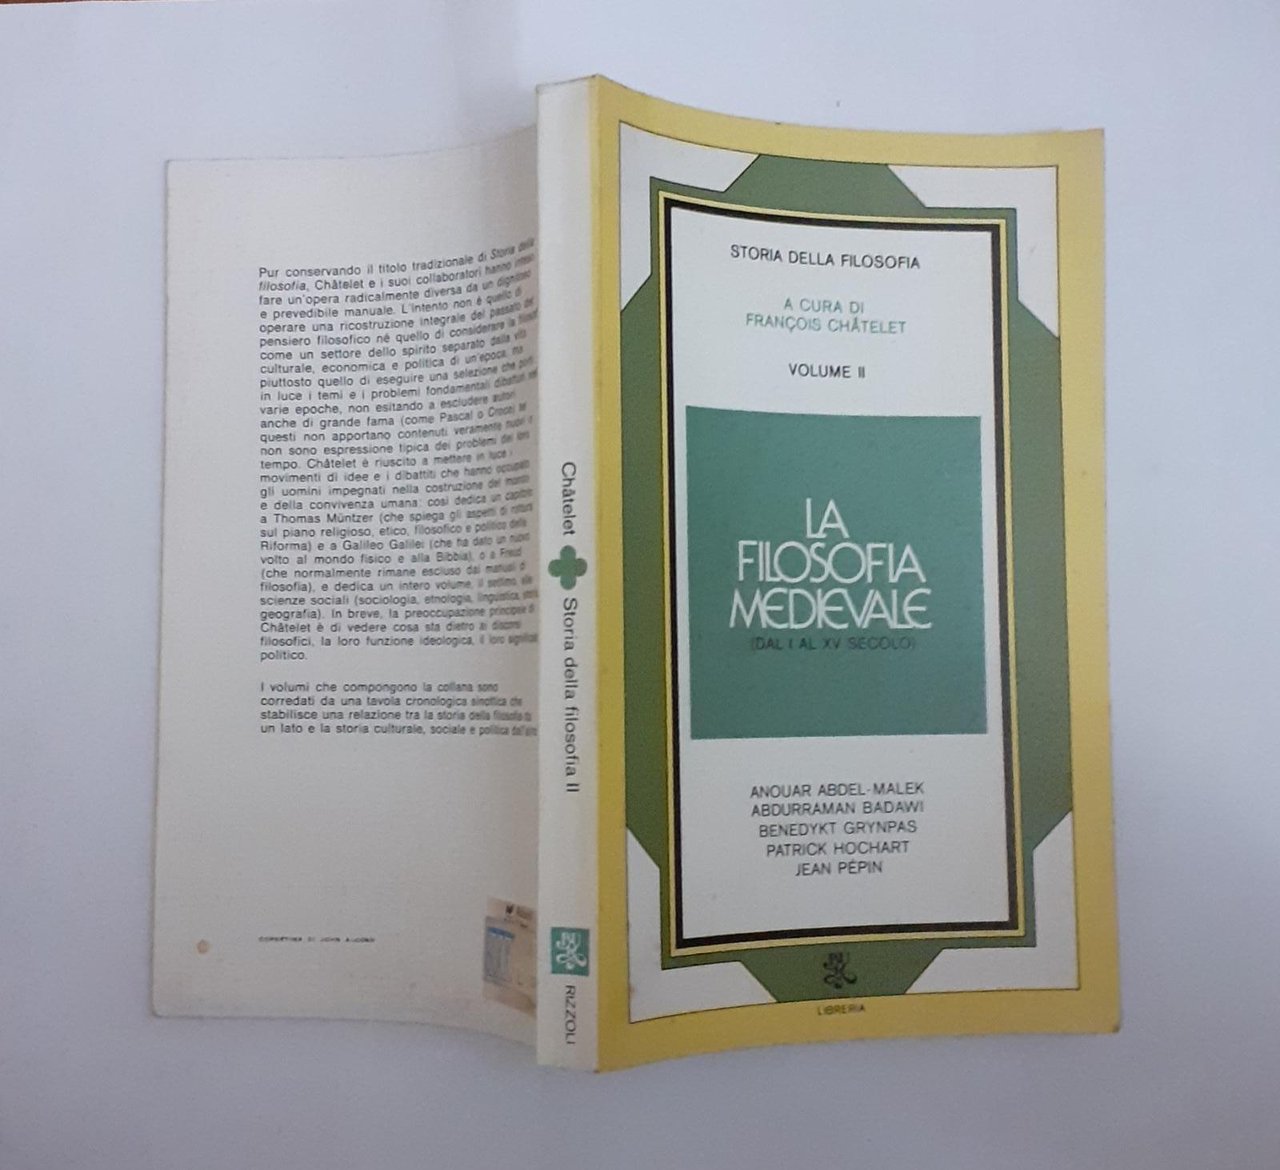 Pur conservando il titolo tradizionale di Storia della
filosofia, Châtelet e i suoi collaboratori hanno inteso
fare un'opera radicalmente diversa da un dignitoso
e prevedibile manuale. L'intento non è quello di
operare una ricostruzione integrale del passato del
pensiero filosofico né quello di considerare la
come un settore dello spirito separato dalla vita
culturale, economica e politica di un'epoca, ma
piuttosto quello di eseguire una selezione che
in luce i temi e i problemi fondamentali dibattuti
varie epoche, non esitando a escludere autori
anche di grande fama (come Pascal o Croce) se
questi non apportano contenuti veramente nuovi o
non sono espressione tipica dei problemi del loro
tempo. Châtelet è riuscito a mettere in luce i
movimenti di idee e i dibattiti che hanno occupato
gli uomini impegnati nella costruzione del mondo
e della convivenza umana: così dedica un capitolo
a Thomas Müntzer (che spiega gli aspetti di rottura
sul piano religioso, etico, filosofico e politico della
Riforma) e a Galileo Galilei (che ha dato un nuovo
volto al mondo fisico e alla Bibbia), o a Freud
(che normalmente rimane escluso dai manuali di
filosofia), e dedica un intero volume, il settimo, alle
scienze sociali (sociologia, etnologia, linguistica, storia,
geografia). In breve, la preoccupazione principale di
Châtelet è di vedere cosa sta dietro ai discorsi
filosofici, la loro funzione ideologica, il loro significato
politico.
I volumi che compongono la collana sono
corredati da una tavola cronologica sinottica che
stabilisce una relazione tra la storia della filosofia da
un lato e la storia culturale, sociale e politica dall'altro
COPERTINA DI JOHN ALCORN
Châtelet Storia della filosofia II
RIZZOLI
STORIA DELLA FILOSOFIA
A CURA DI
FRANÇOIS CHÂTELET
VOLUME II
LA
FILOSOFIA
MEDIEVALE
(DAL I AL XV SECOLO)
ANOUAR ABDEL-MALEK
ABDURRAMAN BADAWI
BENEDYKT GRYNPAS
PATRICK HOCHART
JEAN PÉPIN
LIBRERIA